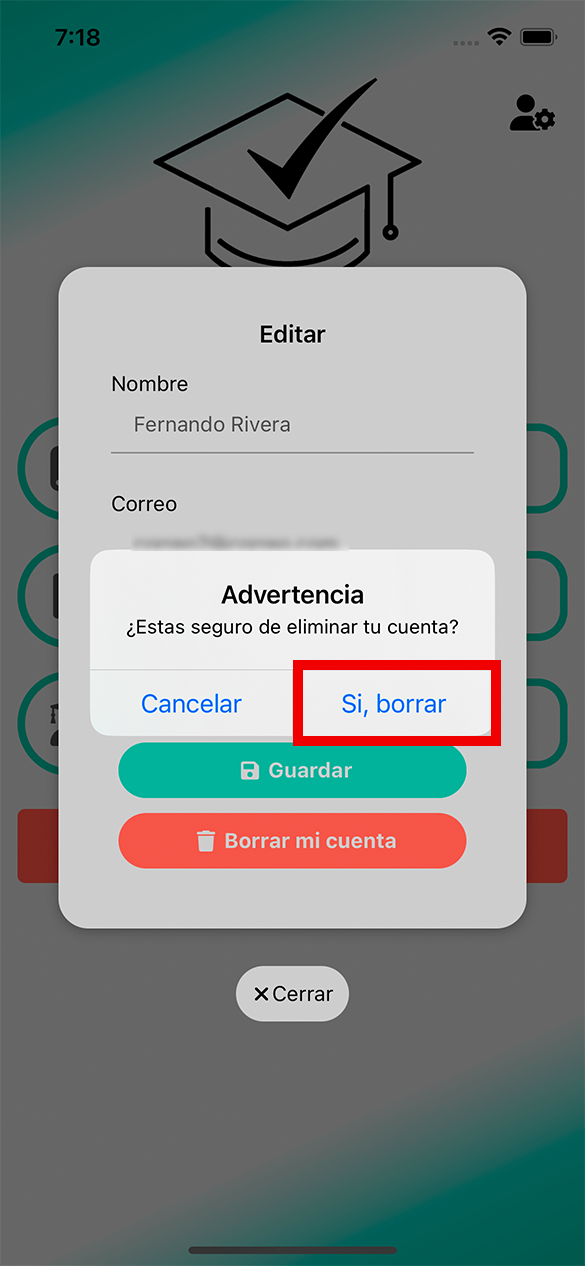 7:18
Editar
Nombre
Fernando Rivera
Correo
Advertencia
¿Estas seguro de eliminar tu cuenta?
Cancelar
Si, borrar
Guardar
Borrar mi cuenta
Cerrar